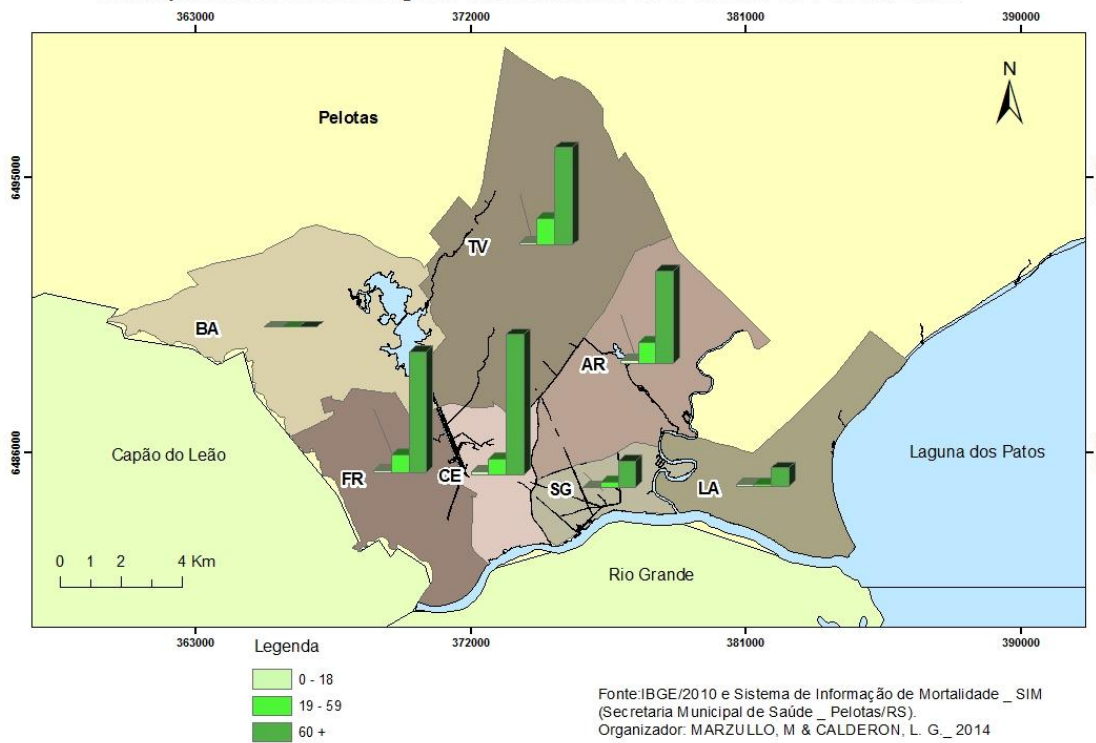 363000 372000 381000 390000
N
Pelotas
6495000
TV
BA
AR
6486000
Capão do Leão
Laguna dos Patos
FR
CE
SG
LA
0 1 2 4 Km
Rio Grande
363000 372000 381000 390000
Legenda
0 - 18
19 - 59
60 +
Fonte:IBGE/2010 e Sistema de Informação de Mortalidade _ SIM
(Secretaria Municipal de Saúde _ Pelotas/RS).
Organizador: MARZULLO, M & CALDERON, L. G._ 2014